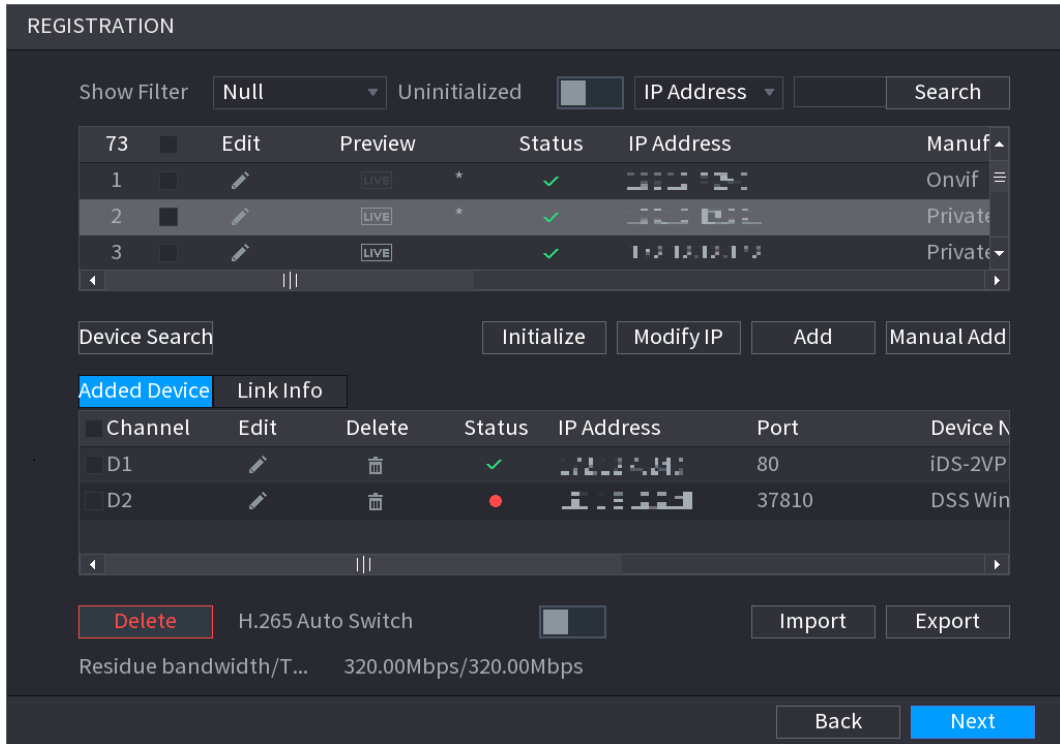 REGISTRATION
Show Filter Null Uninitialized IP Address Search
73 Edit Preview Status IP Address Manuf
1 LIVE * Onvif
2 LIVE * Private
3 LIVE Private
Device Search Initialize Modify IP Add Manual Add
Added Device Link Info
Channel Edit Delete Status IP Address Port Device N
D1 80 iDS-2VP
D2 37810 DSS Win
Delete H.265 Auto Switch Import Export
Residue bandwidth/T... 320.00Mbps/320.00Mbps
Back Next